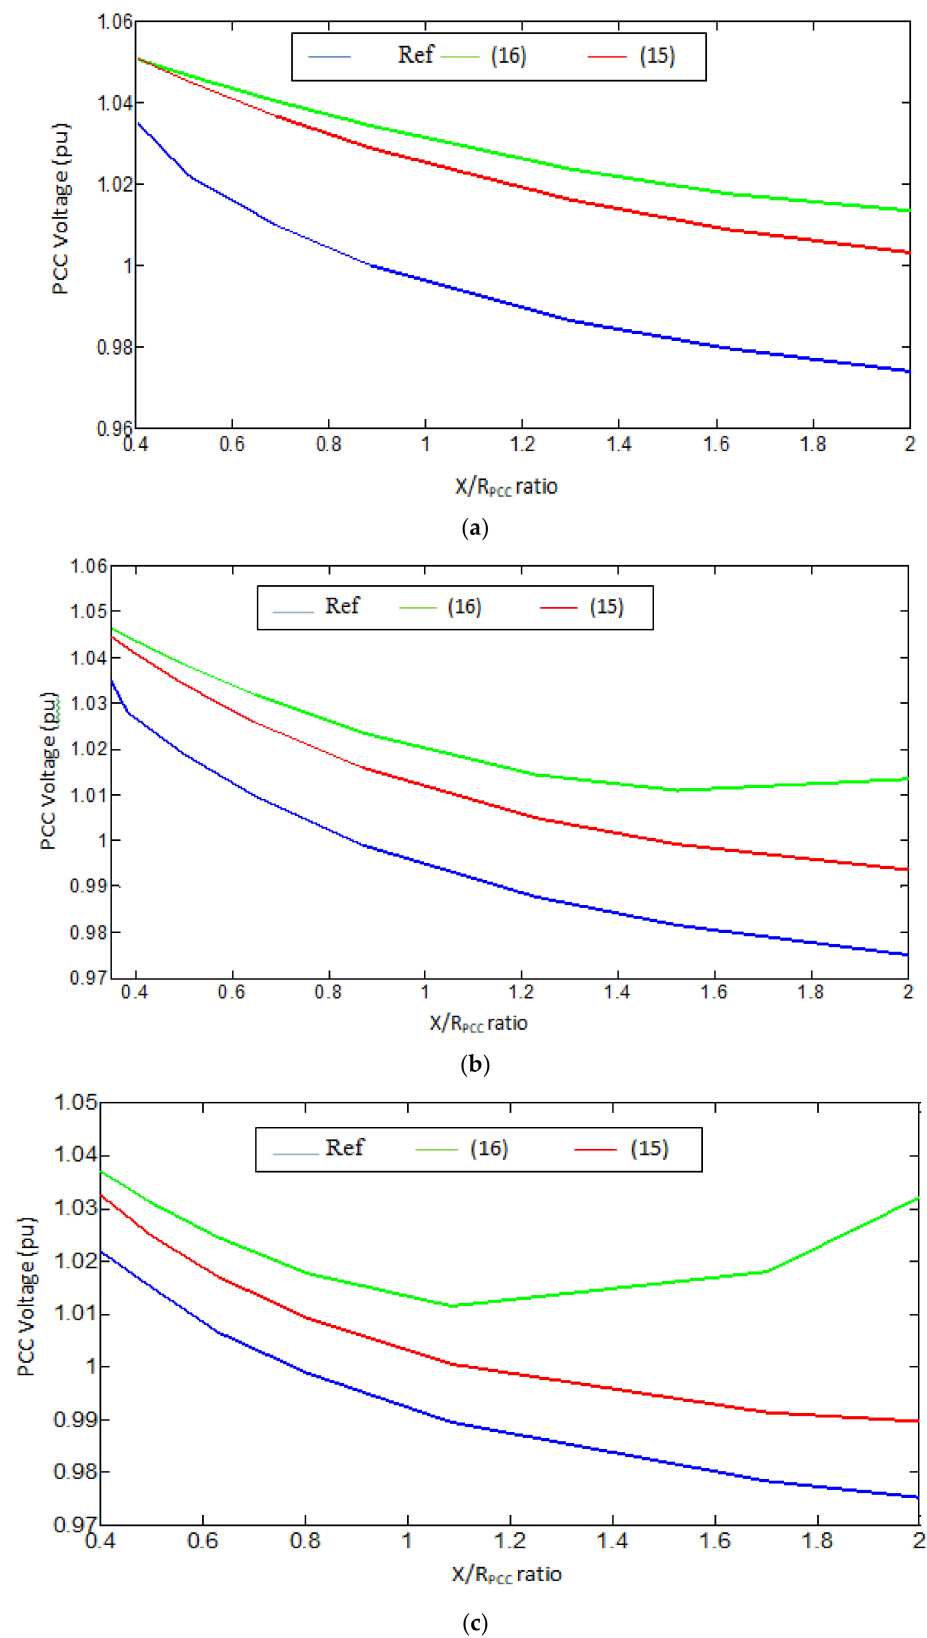 1.06
Ref (16) (15)
1.04
1.02
1
0.98
0.96
PCC Voltage (pu)
0.4 0.6 0.8 1 1.2 1.4 1.6 1.8 2
X/RPCC ratio
(a)
1.06
Ref (16) (15)
1.05
1.04
1.03
1.02
1.01
1
0.99
0.98
0.97
PCC Voltage (pu)
0.4 0.6 0.8 1 1.2 1.4 1.6 1.8 2
X/RPCC ratio
(b)
1.05
Ref (16) (15)
1.04
1.03
1.02
1.01
1
0.99
0.98
0.97
PCC Voltage (pu)
0.4 0.6 0.8 1 1.2 1.4 1.6 1.8 2
X/RPCC ratio
(c)